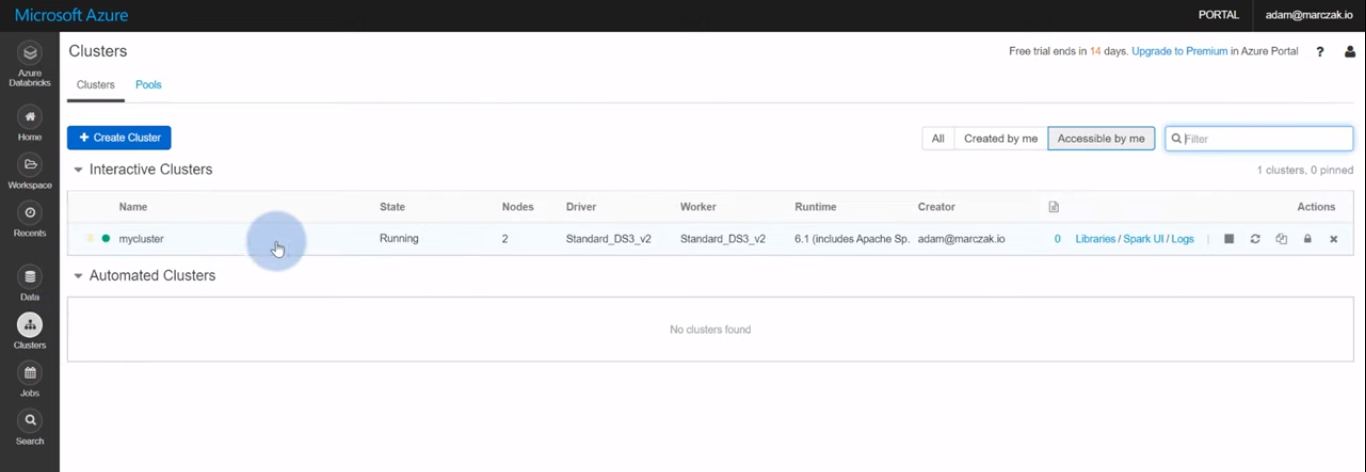 Microsoft Azure PORTAL adam@marczak.io
Azure
Databricks
Home
Workspace
Recents
Data
Clusters
Jobs
Search
Clusters
Free trial ends in 14 days. Upgrade to Premium in Azure Portal ?
Clusters Pools
+ Create Cluster All Created by me Accessible by me Filter
Interactive Clusters 1 clusters, 0 pinned
Name State Nodes Driver Worker Runtime Creator Actions
mycluster Running 2 Standard_DS3_v2 Standard_DS3_v2 6.1 (includes Apache Sp. adam@marczak.io 0 Libraries / Spark UI / Logs |
Automated Clusters
No clusters found